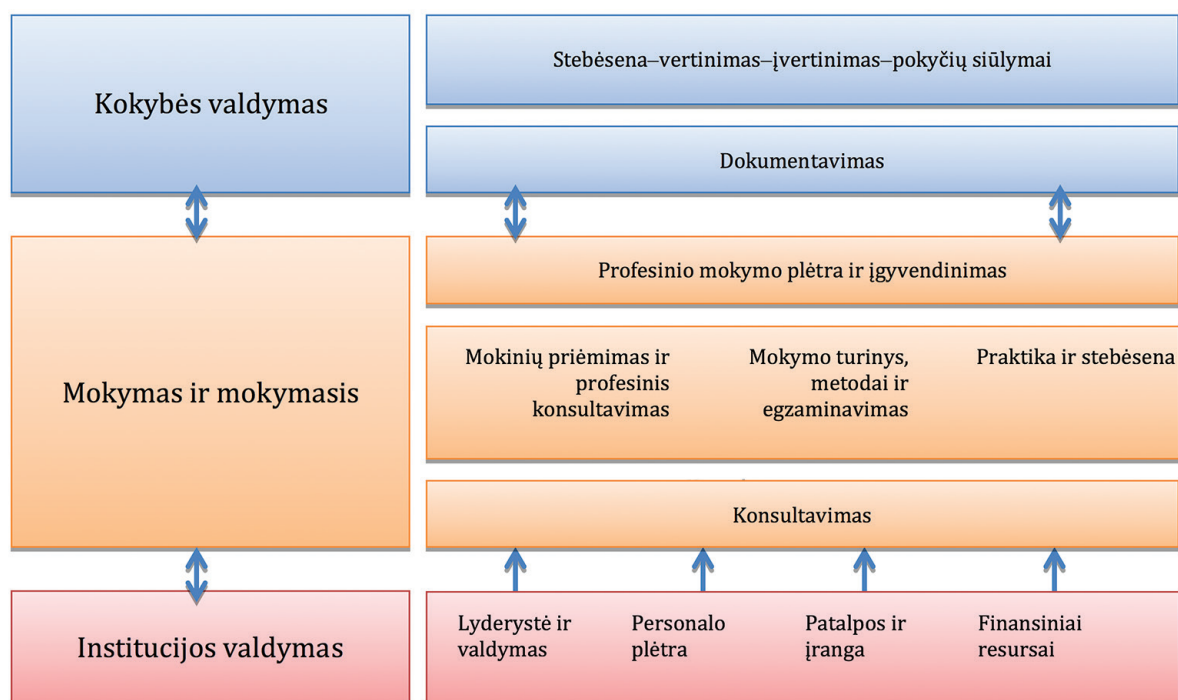 Kokybės valdymas
Stebėsena–vertinimas–įvertinimas–pokyčių siūlymai
Dokumentavimas
Mokymas ir mokymasis
Profesinio mokymo plėtra ir įgyvendinimas
Mokinių priėmimas ir
profesinis
konsultavimas
Mokymo turinys,
metodai ir
egzaminavimas
Praktika ir stebėsena
Konsultavimas
Institucijos valdymas
Lyderystė ir
valdymas
Personalo
plėtra
Patalpos ir
įranga
Finansiniai
resursai